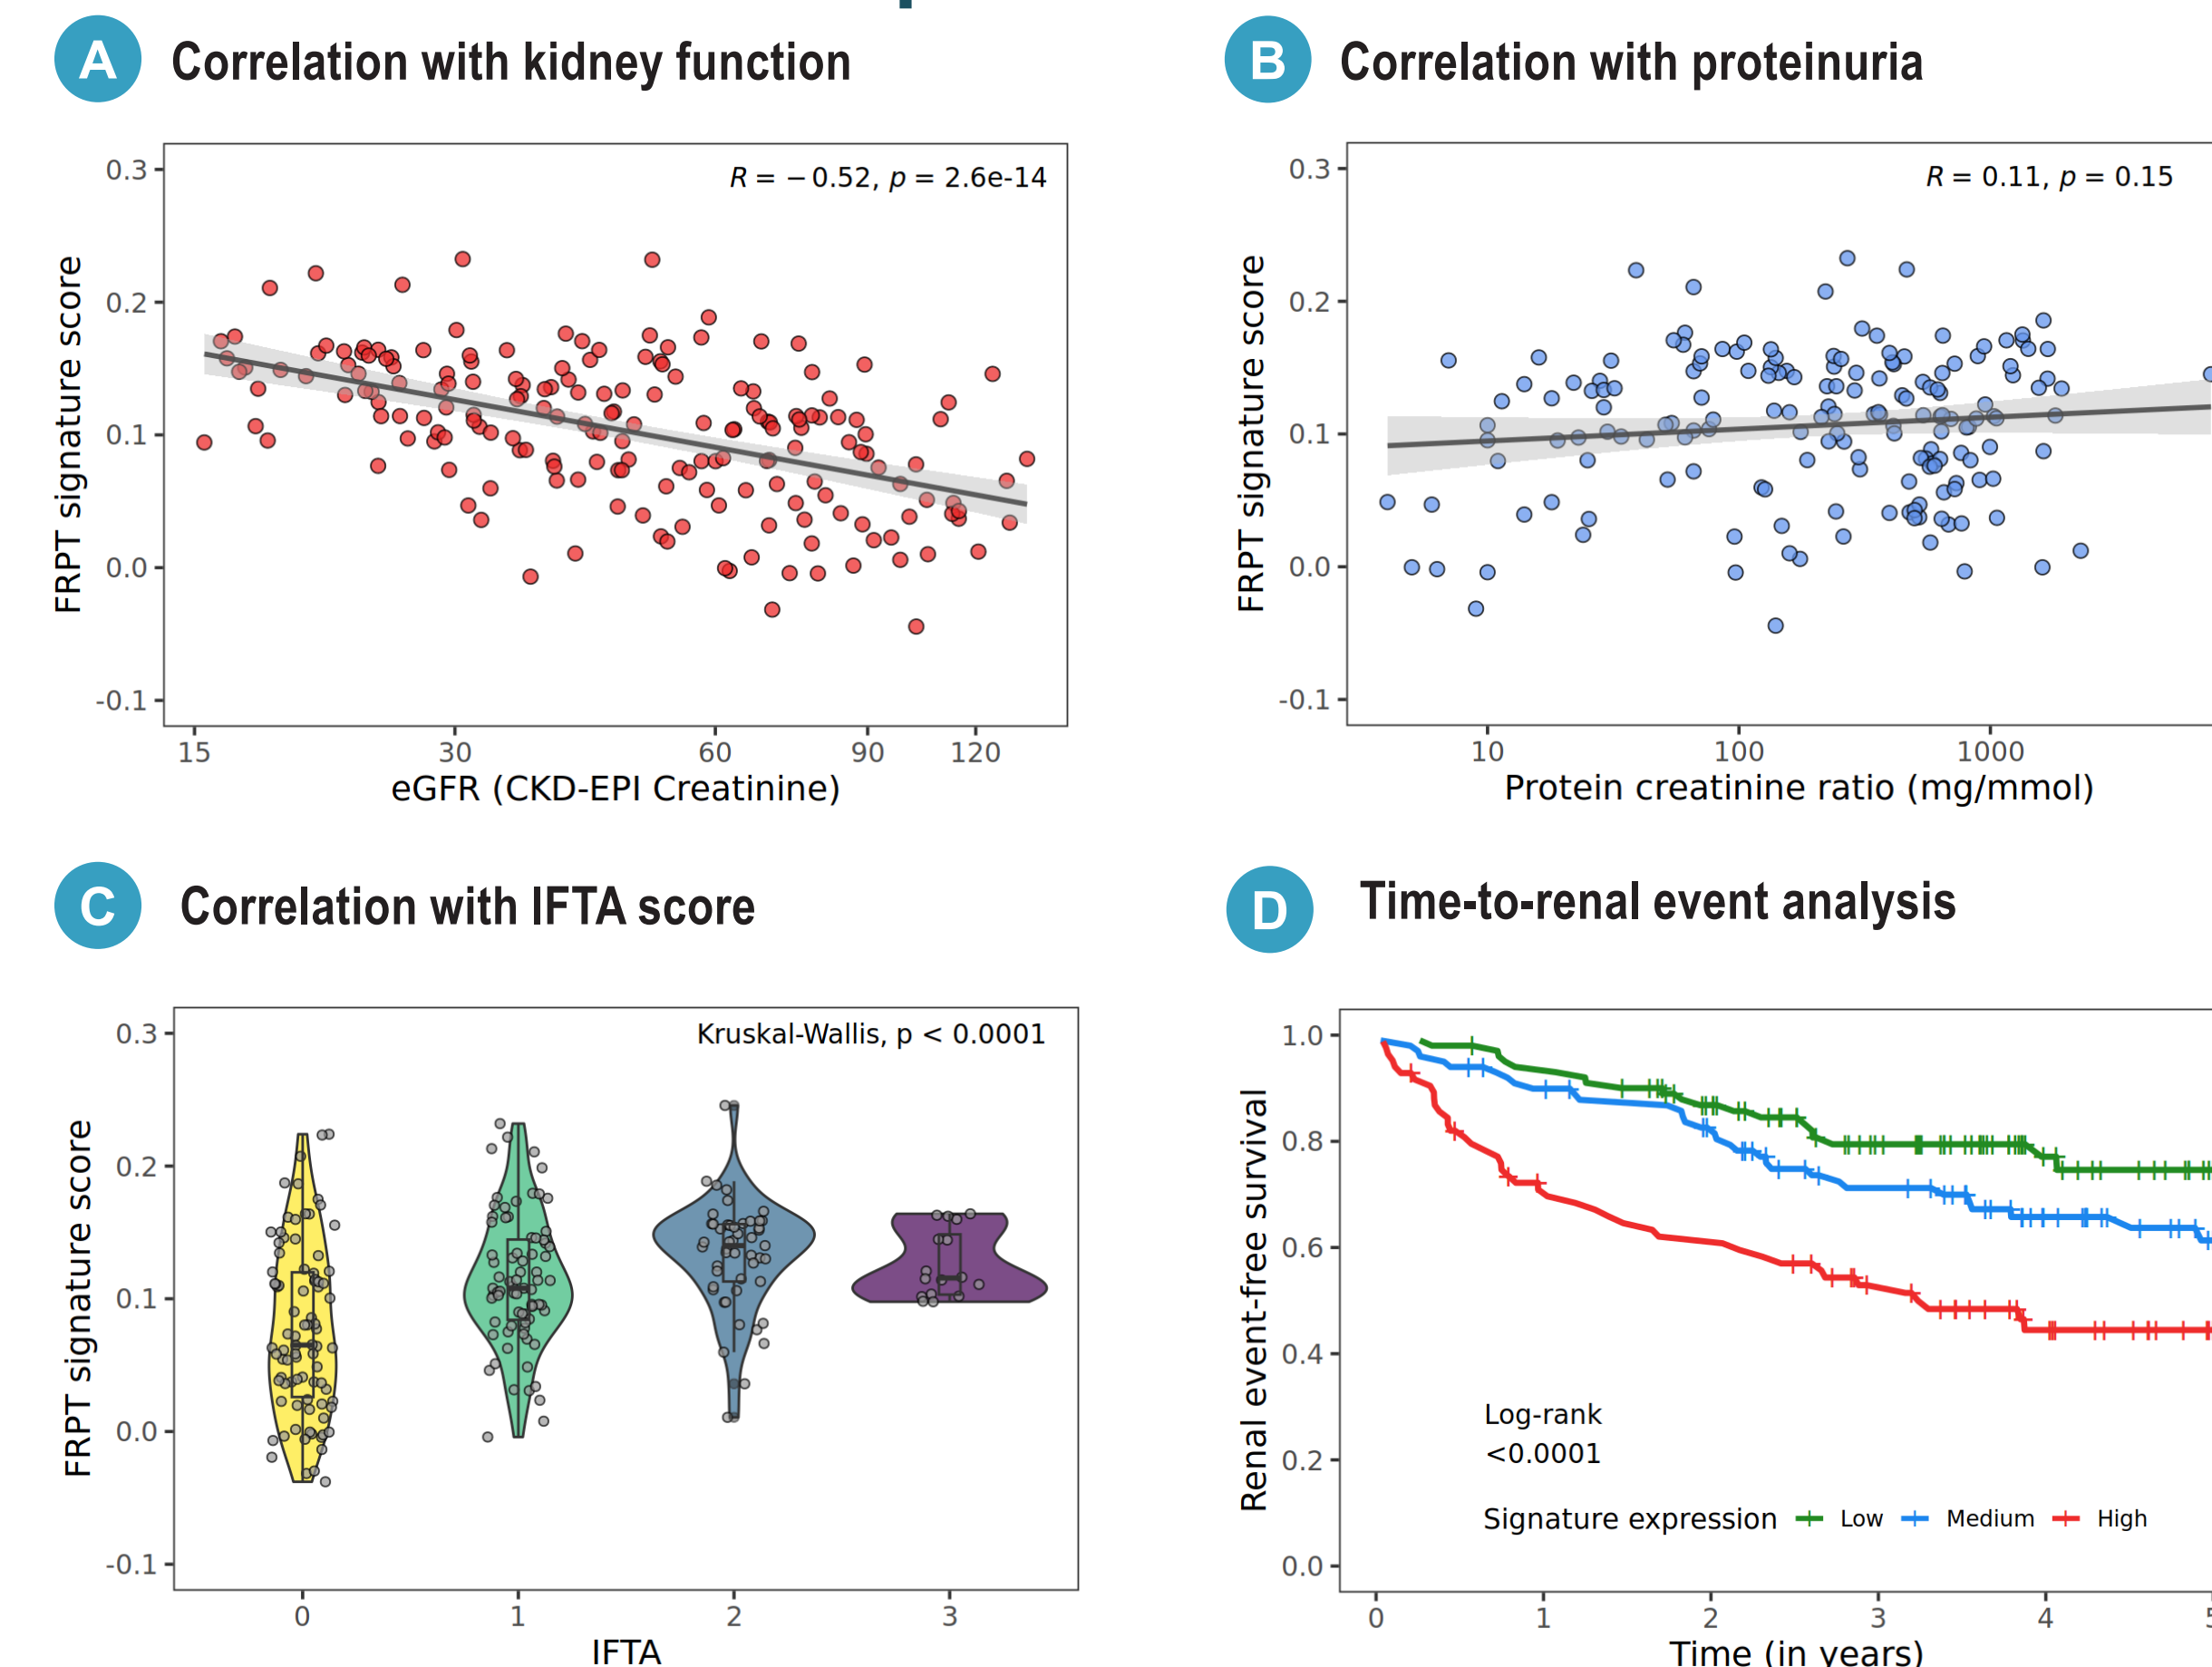 A Correlation with kidney function
R = −0.52, p = 2.6e-14
0.3
0.2
0.1
0.0
-0.1
FRPT signature score
15 30 60 90 120
eGFR (CKD-EPI Creatinine)
B Correlation with proteinuria
R = 0.11, p = 0.15
0.3
0.2
0.1
0.0
-0.1
FRPT signature score
10 100 1000
Protein creatinine ratio (mg/mmol)
C Correlation with IFTA score
Kruskal-Wallis, p < 0.0001
0.3
0.2
0.1
0.0
-0.1
FRPT signature score
0 1 2 3
IFTA
D Time-to-renal event analysis
1.0
0.8
0.6
0.4
0.2
0.0
Renal event-free survival
Log-rank
<0.0001
Signature expression Low Medium High
0 1 2 3 4
Time (in years)